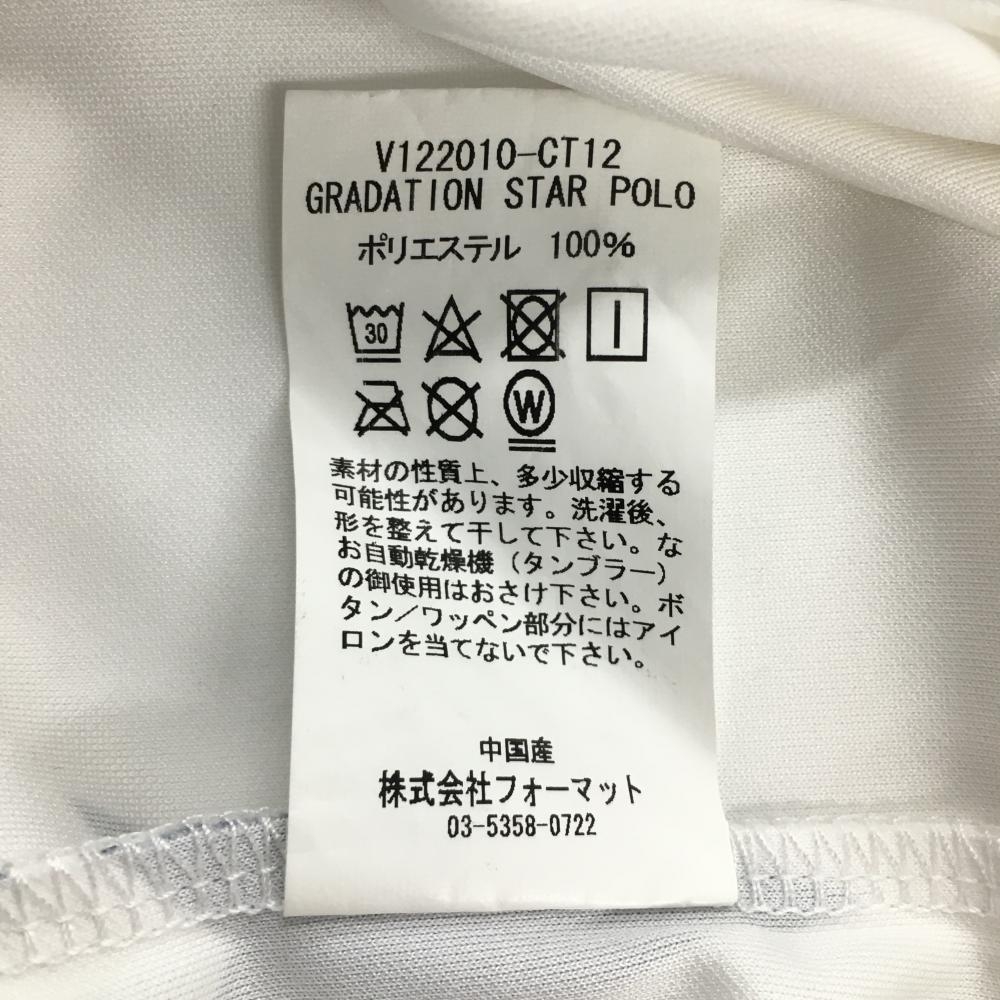 V122010-CT12
GRADATION STAR POLO
ポリエステル 100%
30
W
素材の性質上、多少収縮する
可能性があります。洗濯後、
形を整えて干して下さい。な
お自動乾燥機（タンブラー）
の御使用はおさけ下さい。ボ
タン／ワッペン部分にはアイ
ロンを当てないで下さい。
中国産
株式会社フォーマット
03-5358-0722